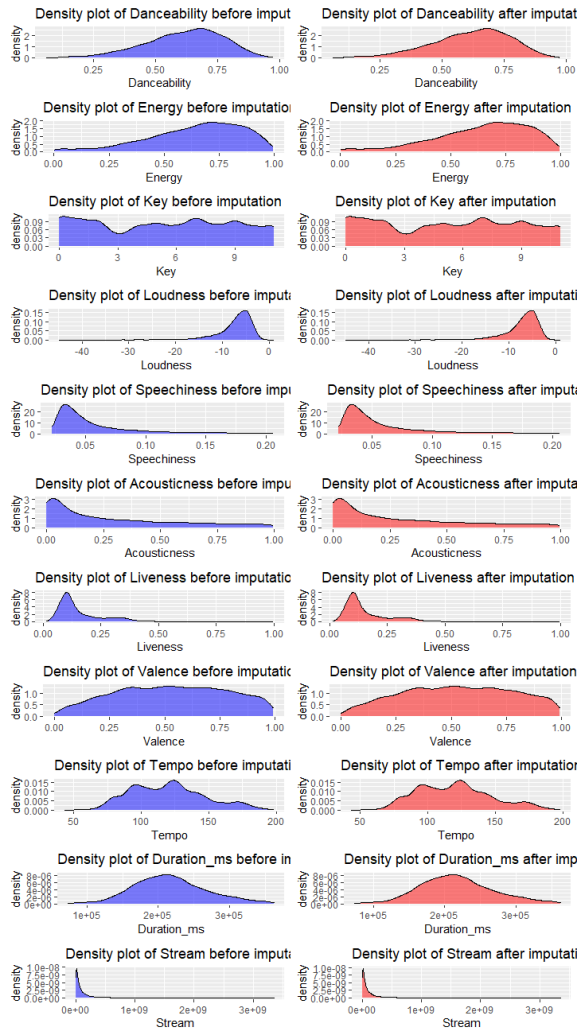 Density plot of Danceability before imput
Density plot of Danceability after imputat
density
2
1
0
0.25 0.50 0.75 1.00
Danceability
density
2
1
0
0.25 0.50 0.75 1.00
Danceability
Density plot of Energy before imputation
Density plot of Energy after imputation
density
2.0
1.5
1.0
0.5
0.0
0.00 0.25 0.50 0.75 1.00
Energy
density
2.0
1.5
1.0
0.5
0.0
0.00 0.25 0.50 0.75 1.00
Energy
Density plot of Key before imputation
Density plot of Key after imputation
density
0.09
0.06
0.03
0.00
0 3 6 9
Key
density
0.09
0.06
0.03
0.00
0 3 6 9
Key
Density plot of Loudness before imputa
Density plot of Loudness after imputati
density
0.15
0.10
0.05
0.00
-40 -30 -20 -10 0
Loudness
density
0.15
0.10
0.05
0.00
-40 -30 -20 -10 0
Loudness
Density plot of Speechiness before impu
Density plot of Speechiness after imputa
density
20
10
0
0.05 0.10 0.15 0.20
Speechiness
density
20
10
0
0.05 0.10 0.15 0.20
Speechiness
Density plot of Acousticness before impu
Density plot of Acousticness after imputa
density
3
2
1
0
0.00 0.25 0.50 0.75 1.00
Acousticness
density
3
2
1
0
0.00 0.25 0.50 0.75 1.00
Acousticness
Density plot of Liveness before imputati
Density plot of Liveness after imputation
density
8
6
4
2
0
0.00 0.25 0.50 0.75 1.00
Liveness
density
8
6
4
2
0
0.00 0.25 0.50 0.75 1.00
Liveness
Density plot of Valence before imputatio
Density plot of Valence after imputation
density
1.0
0.5
0.0
0.00 0.25 0.50 0.75 1.00
Valence
density
1.0
0.5
0.0
0.00 0.25 0.50 0.75 1.00
Valence
Density plot of Tempo before imputati
Density plot of Tempo after imputation
density
0.015
0.010
0.005
0.000
50 100 150 200
Tempo
density
0.015
0.010
0.005
0.000
50 100 150 200
Tempo
Density plot of Duration_ms before im
Density plot of Duration_ms after imp
density
8e-06
6e-06
4e-06
2e-06
0e+00
1e+05 2e+05 3e+05
Duration_ms
density
8e-06
6e-06
4e-06
2e-06
0e+00
1e+05 2e+05 3e+05
Duration_ms
Density plot of Stream before imputa
Density plot of Stream after imputati
density
1.0e-08
7.5e-09
5.0e-09
2.5e-09
0.0e+00
0e+00 1e+09 2e+09 3e+09
Stream
density
1.0e-08
7.5e-09
5.0e-09
2.5e-09
0.0e+00
0e+00 1e+09 2e+09 3e+09
Stream